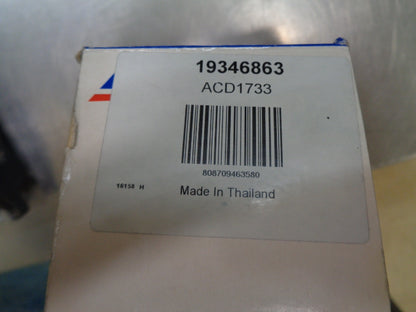 19346863
ACD1733
808709463580
16158 H
Made In Thailand